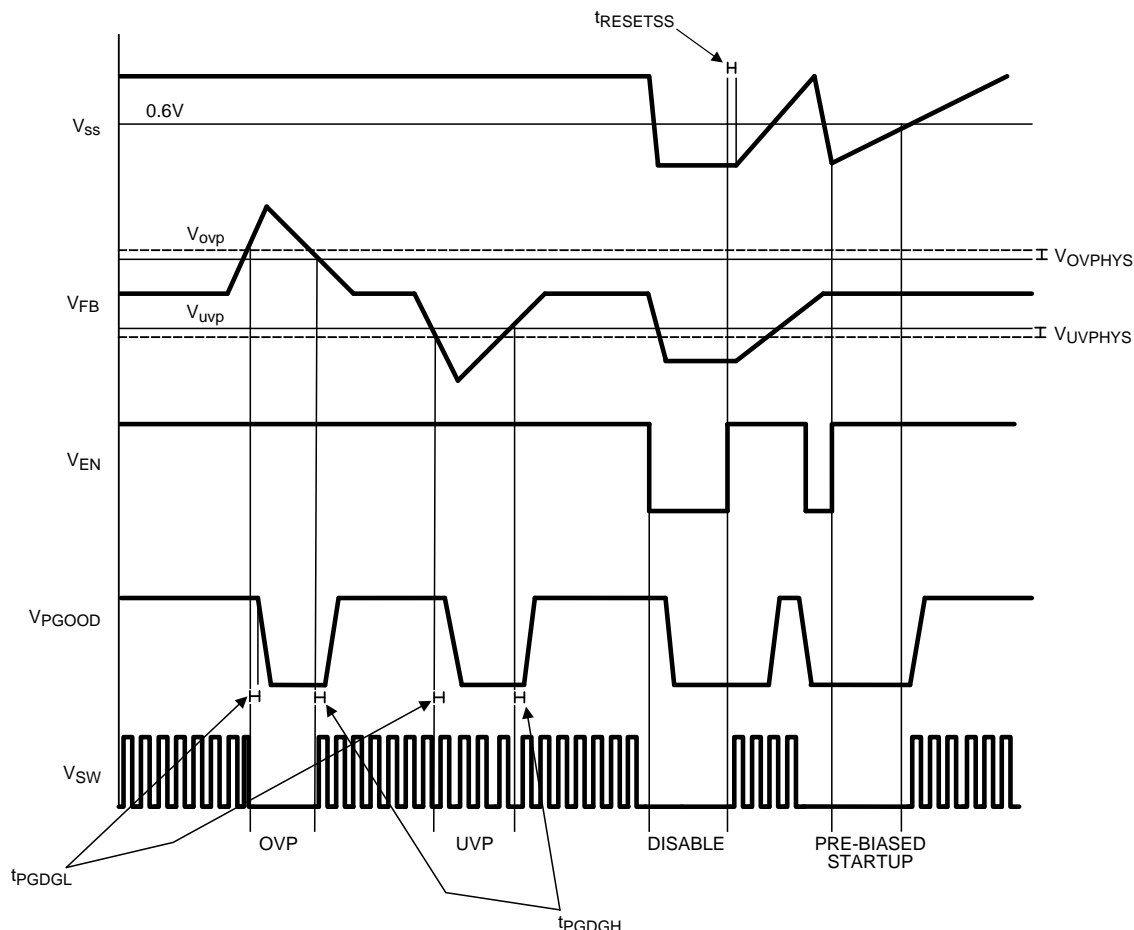 tRESETSS
0.6V
Vss
Vovp
VOVPHYS
VFB
Vuvp
VUVPHYS
VEN
VPGOOD
VSW
OVP
UVP
DISABLE
PRE-BIASED
STARTUP
tPGDGL
tPGDGH